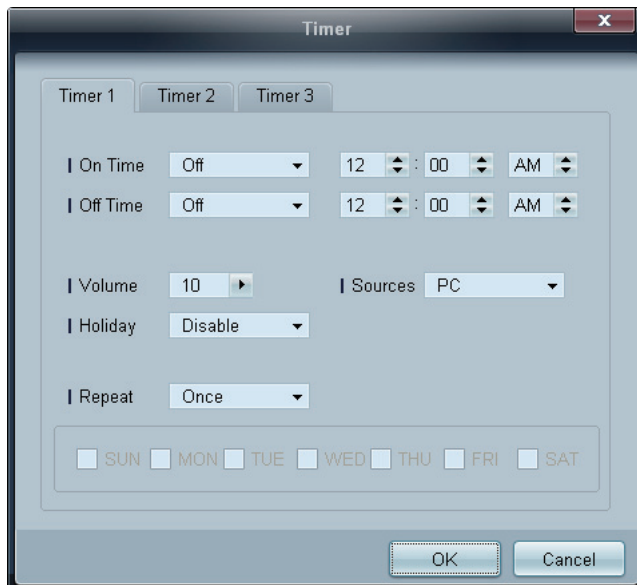 Timer
x
Timer 1 Timer 2 Timer 3
On Time Off 12 : 00 AM
Off Time Off 12 : 00 AM
Volume 10 Sources PC
Holiday Disable
Repeat Once
SUN MON TUE WED THU FRI SAT
OK Cancel